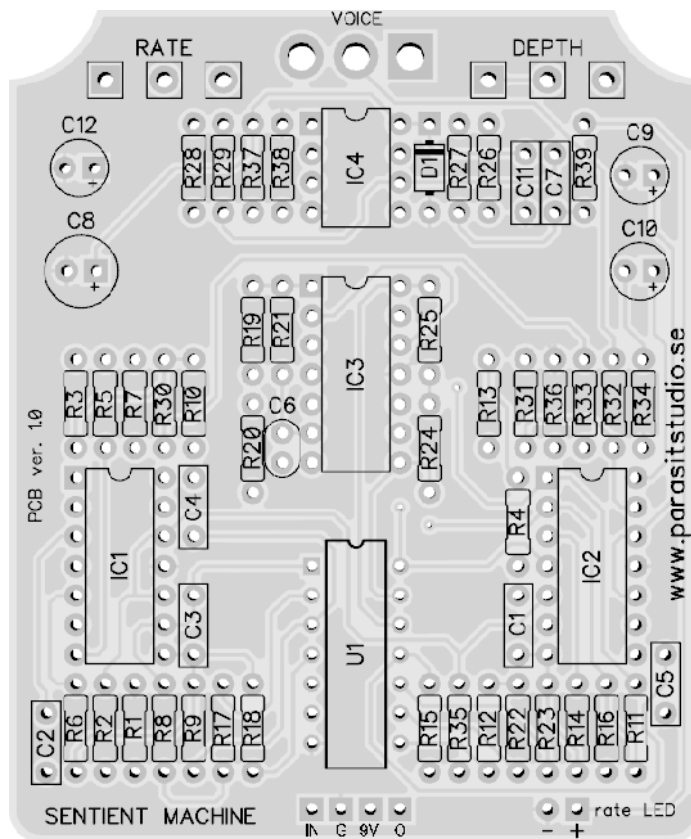 VOICE
RATE
DEPTH
C12
C9
R28 R29 R37 R38 IC4 D1 R27 R26 C11 C7 R39
C8
C10
R19 R21 IC3 R25
R3 R5 R7 R30 R10
R13 R31 R36 R33 R32 R34
C6
R20 R24
www.parasitstudio.se
PCB ver. 1.0
C4
R4
IC1
IC2
C3
C1
U1
C5
C2 R6 R2 R1 R8 R9 R17 R18
R15 R35 R12 R22 R23 R14 R16 R11
SENTIENT MACHINE
rate LED
IN G 9V O
- +
+
+
+
+